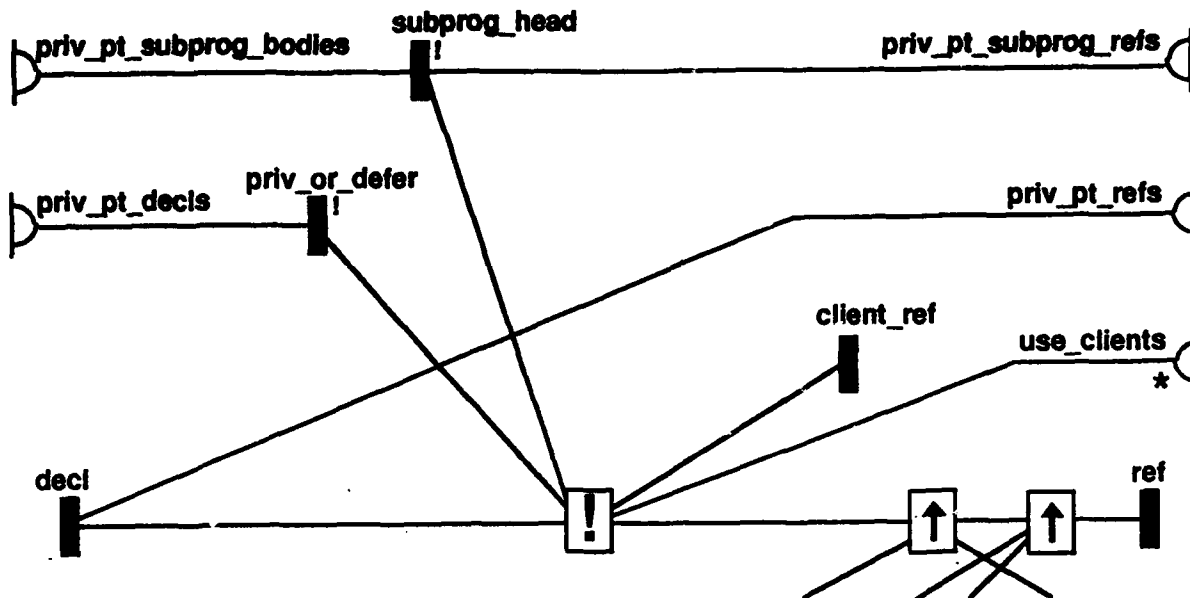 subprog_head
priv_pt_subprog_bodies ! priv_pt_subprog_refs
priv_or_defer
priv_pt_decls ! priv_pt_refs
client_ref
use_clients
*
decl ref
! ↑ ↑